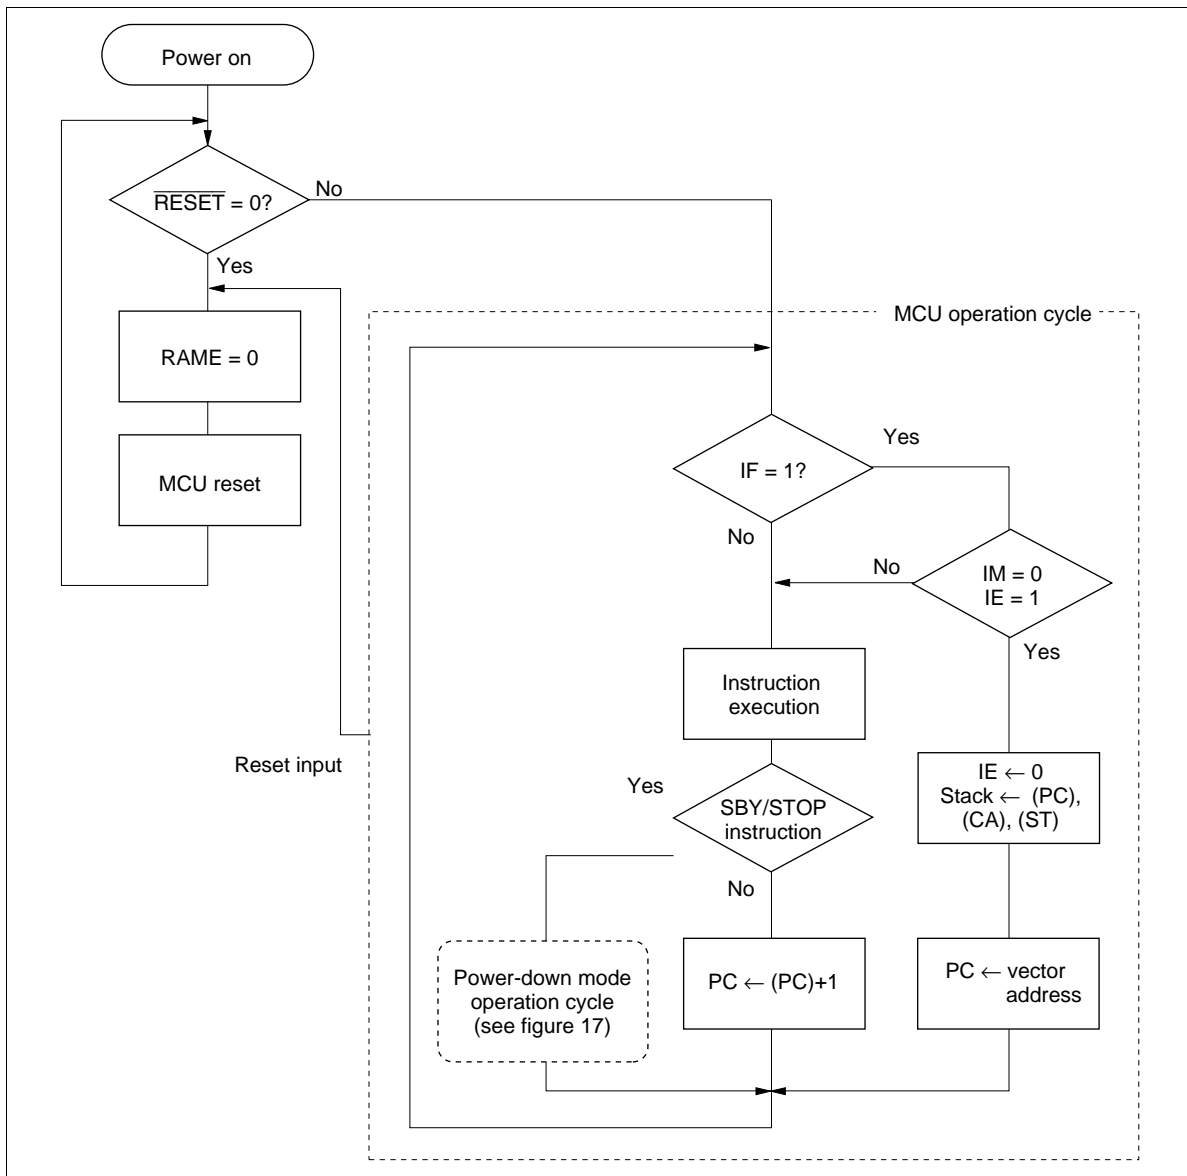 Power on
RESET = 0?
No
Yes
RAME = 0
MCU reset
MCU operation cycle
IF = 1?
Yes
No
IM = 0
IE = 1
No
Yes
Instruction
execution
Reset input
SBY/STOP
instruction
Yes
No
IE ← 0
Stack ← (PC),
(CA), (ST)
Power-down mode
operation cycle
(see figure 17)
PC ← (PC)+1
PC ← vector
address